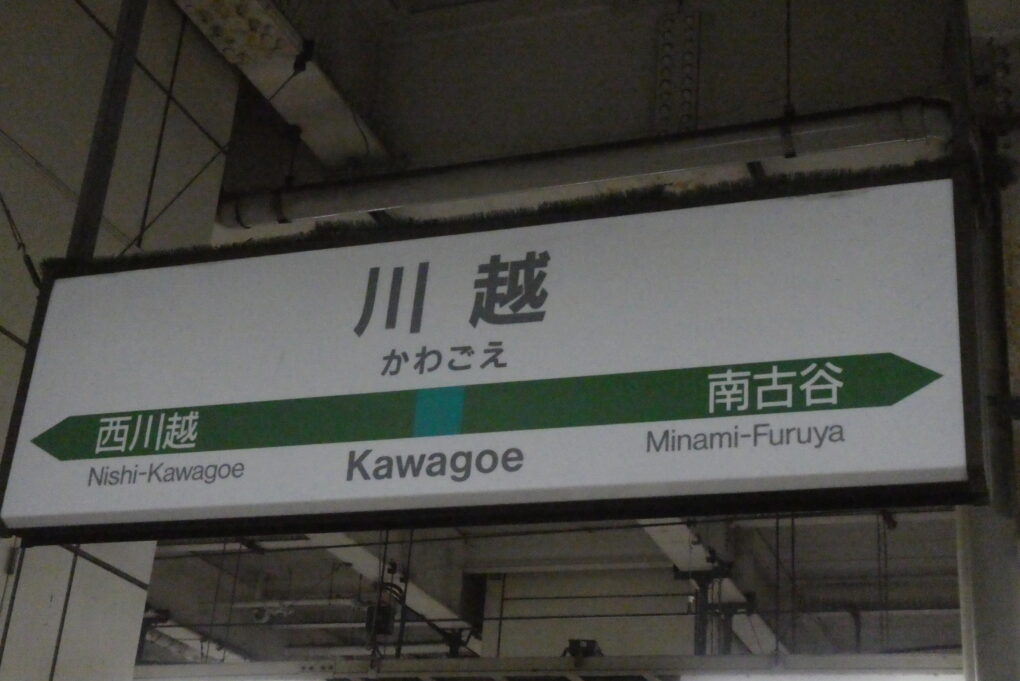 川越
かわごえ
西川越
南古谷
Nishi-Kawagoe
Kawagoe
Minami-Furuya